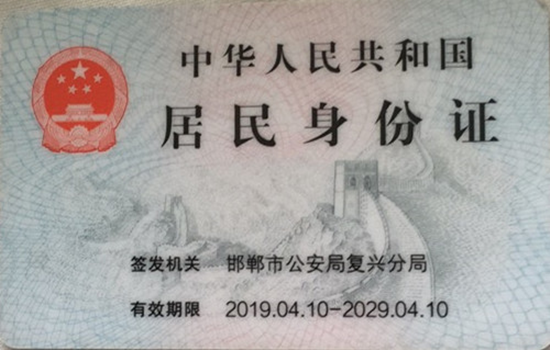 中华人民共和国
居民身份证
签发机关 邯郸市公安局复兴分局
有效期限 2019.04.10-2029.04.10